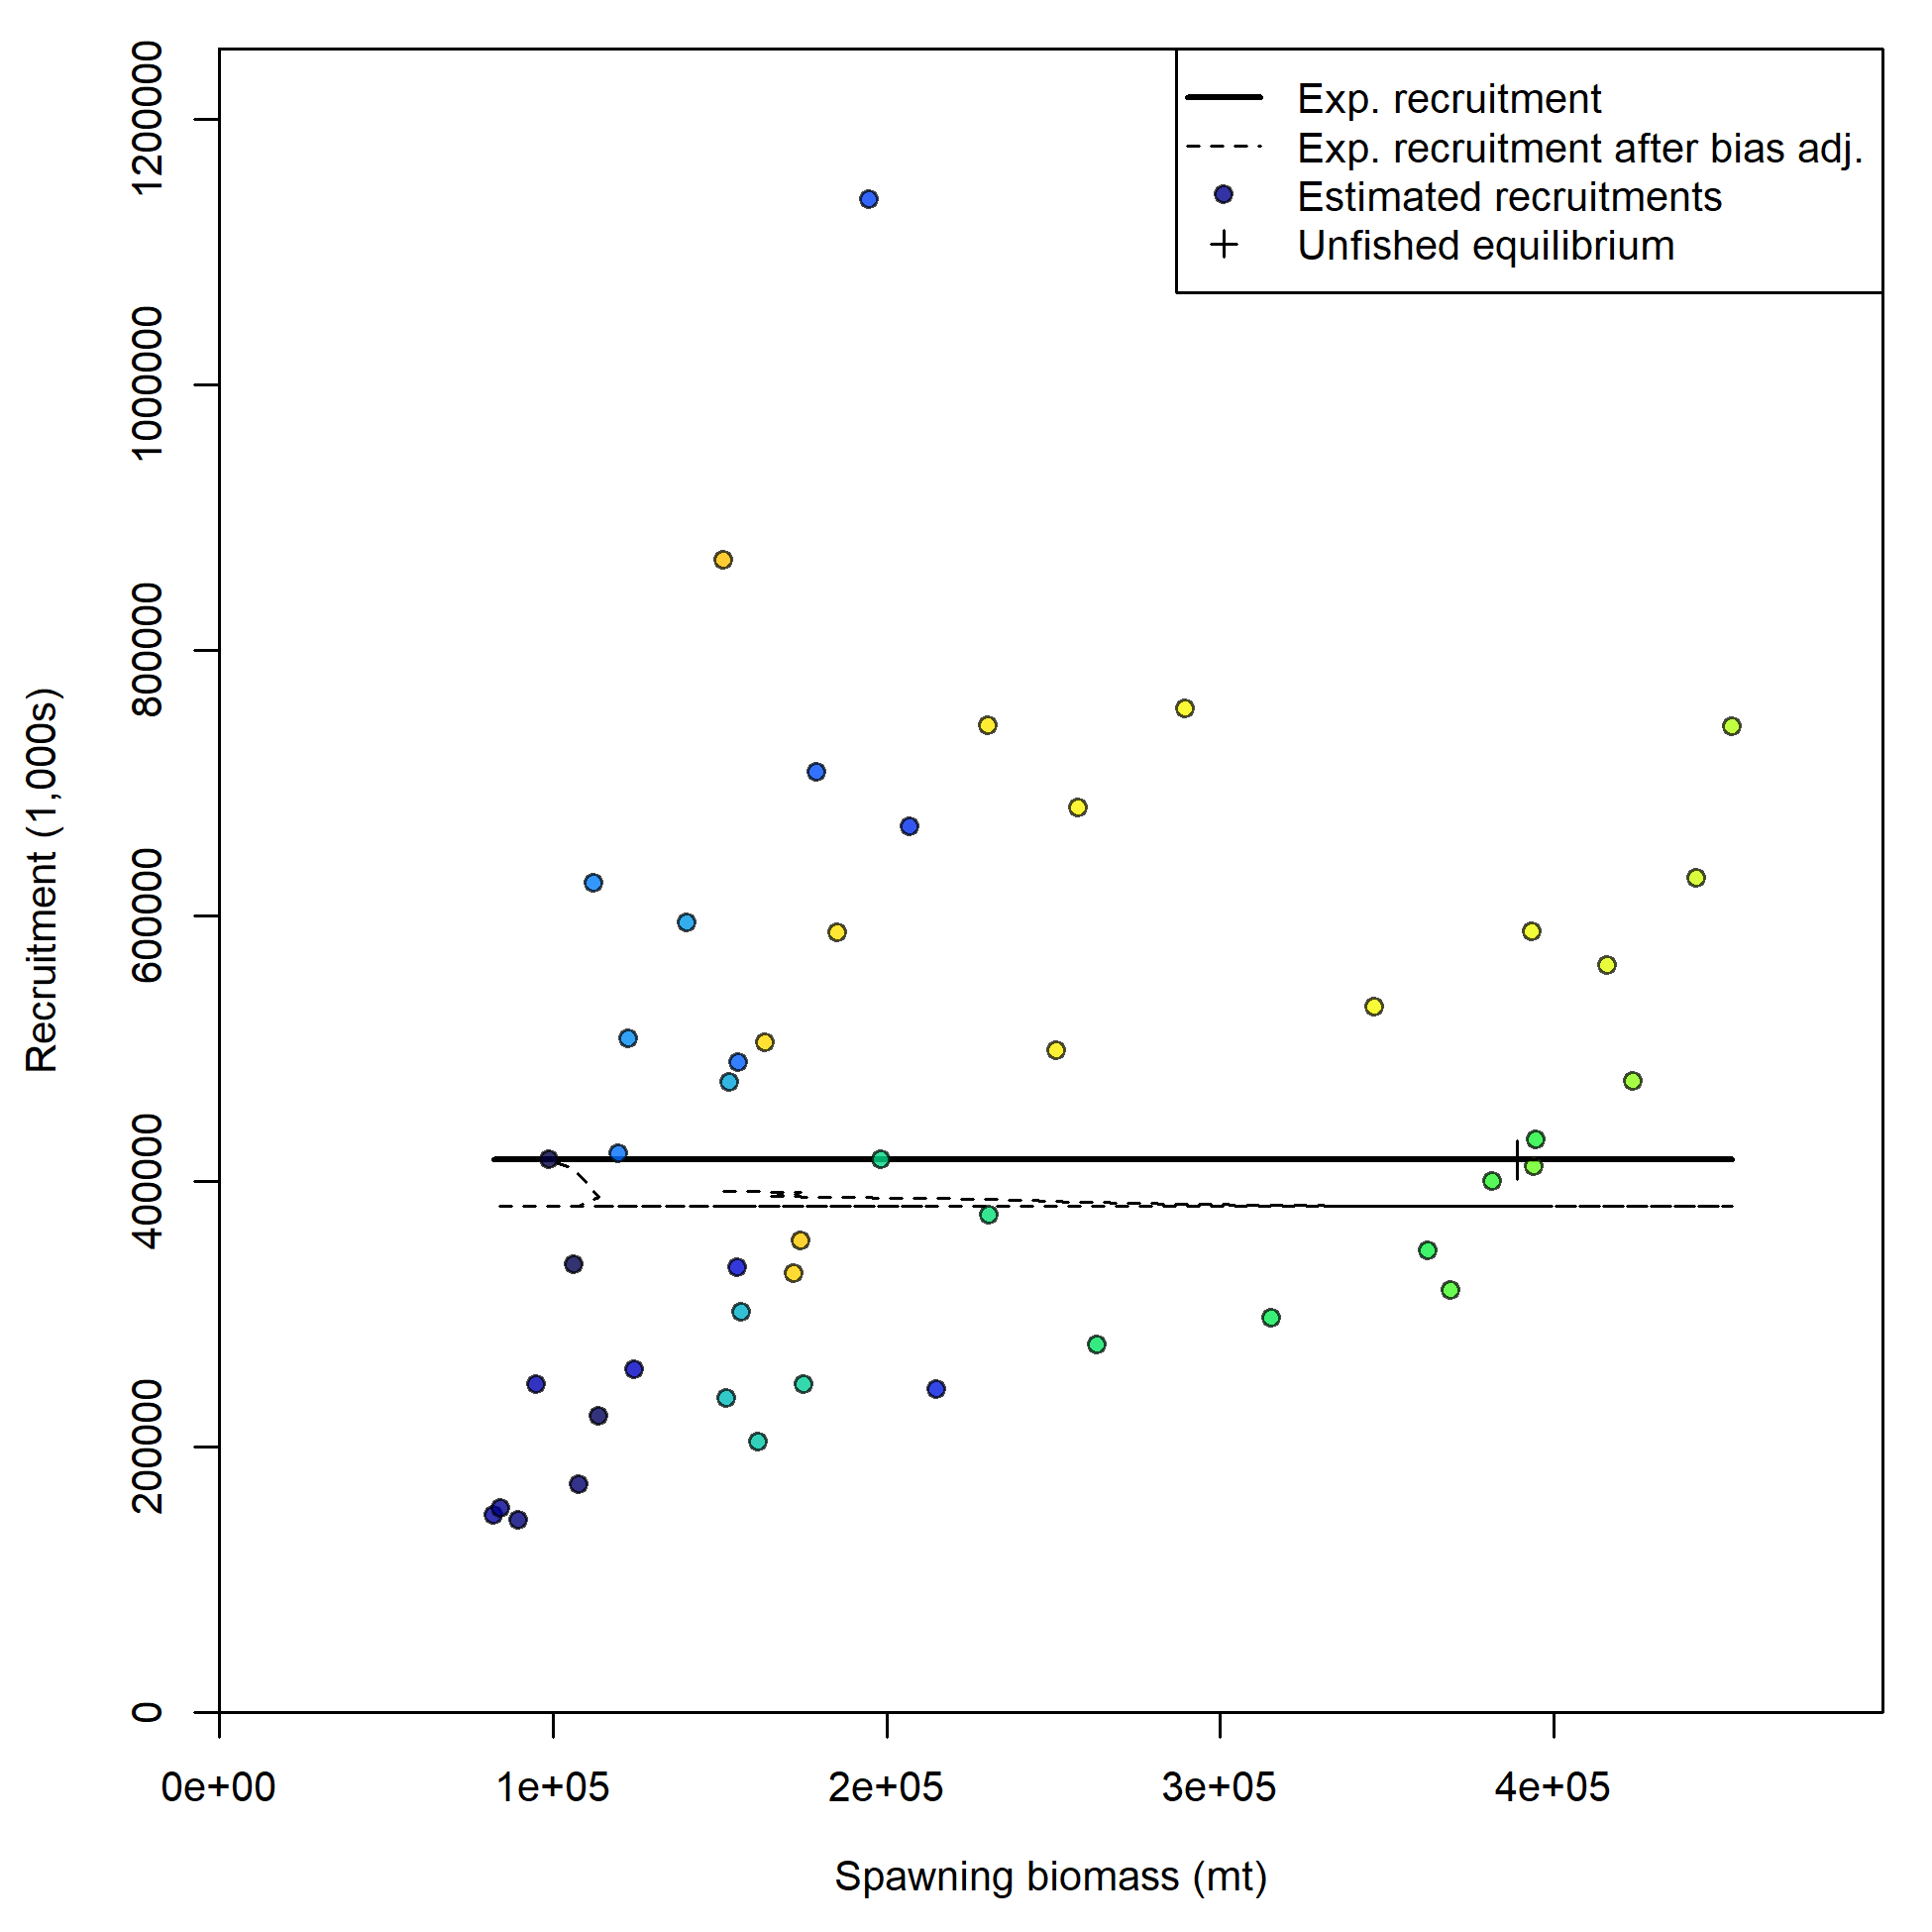 Exp. recruitment
Exp. recruitment after bias adj.
Estimated recruitments
Unfished equilibrium
Recruitment (1,000s)
1200000
1000000
800000
600000
400000
200000
0
0e+00 1e+05 2e+05 3e+05 4e+05
Spawning biomass (mt)